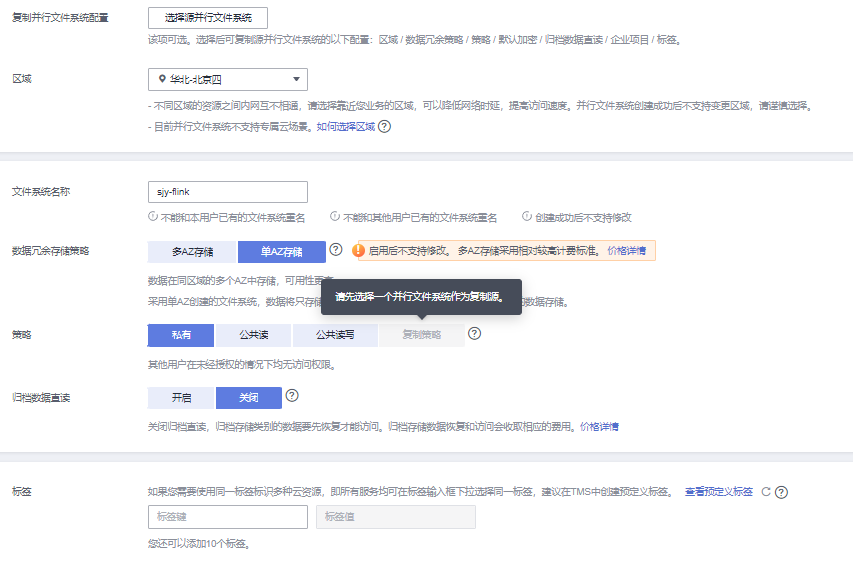 复制并行文件系统配置
选择源并行文件系统
该项可选。选择后可复制源并行文件系统的以下配置：区域 / 数据冗余策略 / 策略 / 默认加密 / 归档数据直读 / 企业项目 / 标签。
区域
华北-北京四
- 不同区域的资源之间内网互不相通，请选择靠近您业务的区域，可以降低网络时延，提高访问速度。并行文件系统创建成功后不支持变更区域，请谨慎选择。
- 目前并行文件系统不支持专属云场景。如何选择区域
文件系统名称
sjy-flink
不能和本用户已有的文件系统重名 不能和其他用户已有的文件系统重名 创建成功后不支持修改
数据冗余存储策略
多AZ存储 单AZ存储
启用后不支持修改。 多AZ存储采用相对较高计费标准。 价格详情
数据在同区域的多个AZ中存储，可用性更
请先选择一个并行文件系统作为复制源。
采用单AZ创建的文件系统，数据将只存储 的数据存储。
策略
私有 公共读 公共读写 复制策略
其他用户在未经授权的情况下均无访问权限。
归档数据直读
开启 关闭
关闭归档直读，归档存储类别的数据要先恢复才能访问。归档存储数据恢复和访问会收取相应的费用。价格详情
标签
如果您需要使用同一标签标识多种云资源，即所有服务均可在标签输入框下拉选择同一标签，建议在TMS中创建预定义标签。 查看预定义标签
标签键 标签值
您还可以添加10个标签。